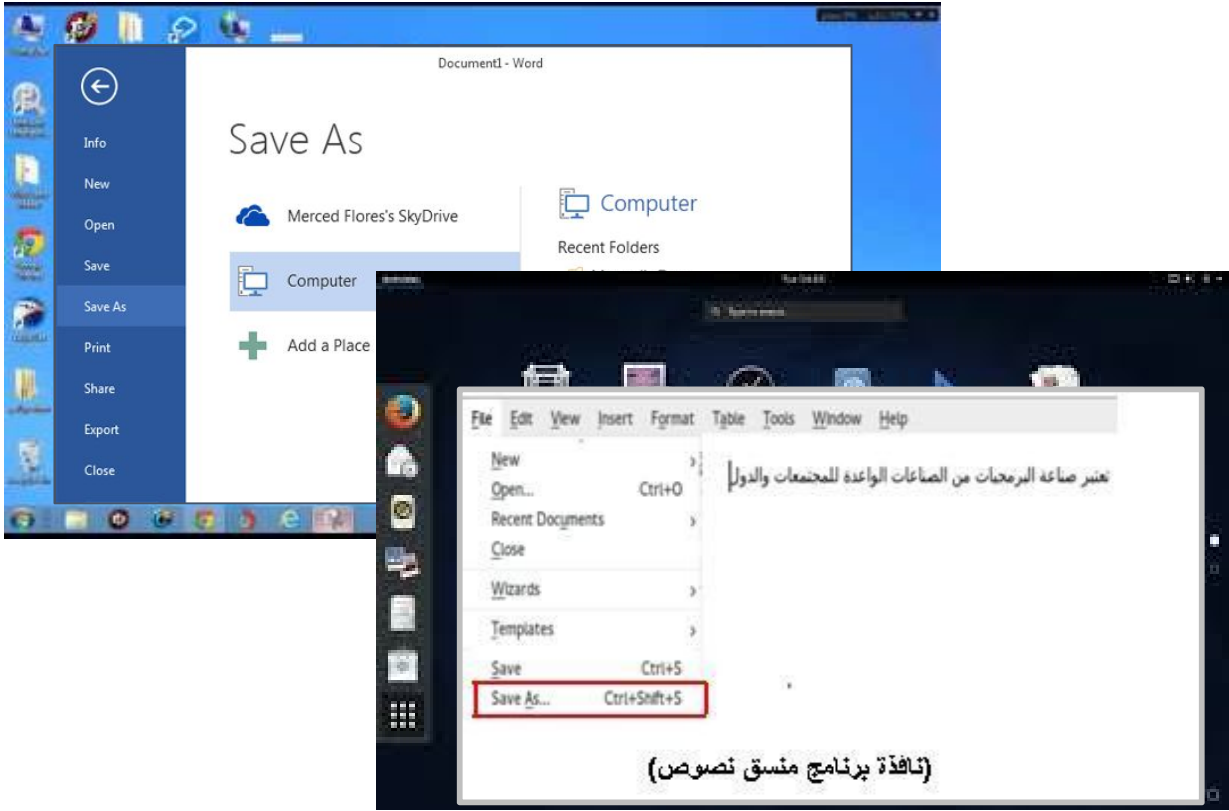 Document1 - Word
Info
New
Open
Save
Save As
Print
Share
Export
Close
Save As
Merced Flores's SkyDrive
Computer
Add a Place
Computer
Recent Folders
File Edit View Insert Format Table Tools Window Help
New
Open... Ctrl+O
Recent Documents
Close
Wizards
Templates
Save Ctrl+S
Save As... Ctrl+Shift+S
تعتبر صناعة البرمجيات من الصناعات الواعدة للمجتمعات والدول
(نافذة برنامج منسق نصوص)